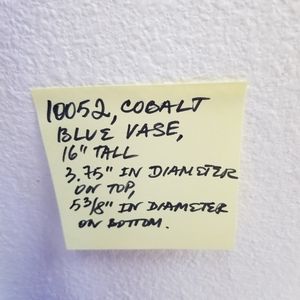 10052, COBALT
BLUE VASE,
16" TALL
3.75" IN DIAMETER
ON TOP,
5 3/8" IN DIAMETER
ON BOTTOM.